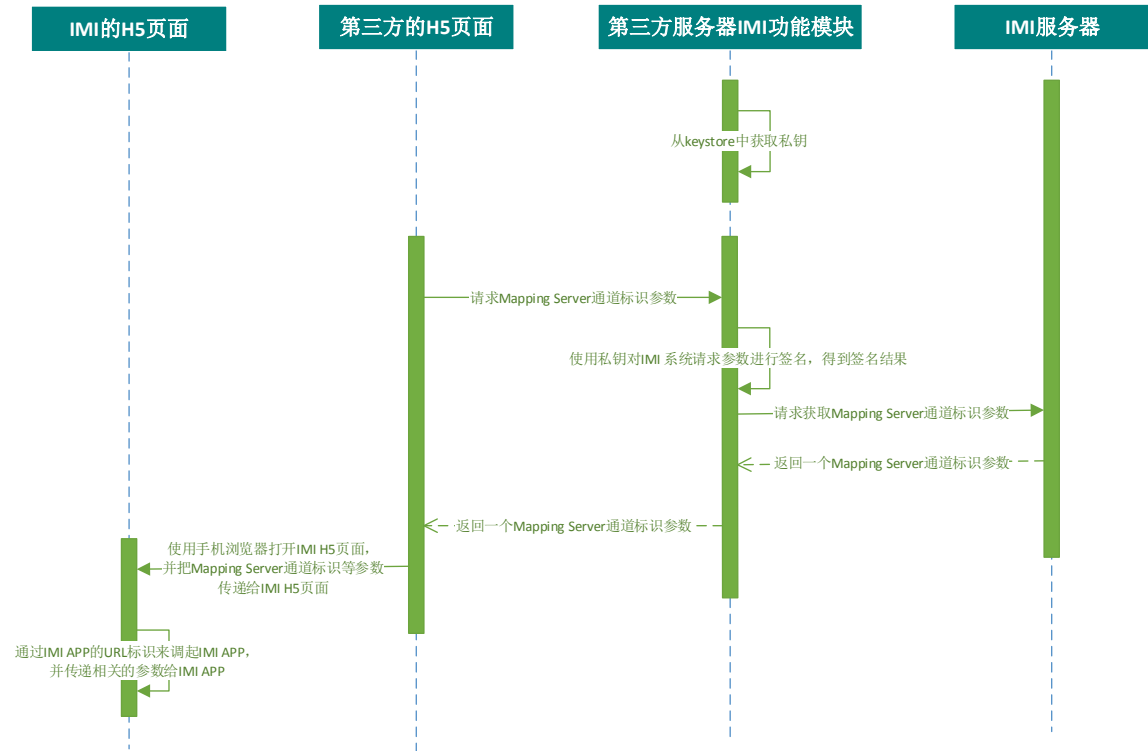 IMI的H5页面
第三方的H5页面
第三方服务器IMI功能模块
IMI服务器
从keystore中获取私钥
请求Mapping Server通道标识参数
使用私钥对IMI 系统请求参数进行签名，得到签名结果
请求获取Mapping Server通道标识参数
返回一个Mapping Server通道标识参数
返回一个Mapping Server通道标识参数
使用手机浏览器打开IMI H5页面，
并把Mapping Server通道标识等参数
传递给IMI H5页面
通过IMI APP的URL标识来调起IMI APP，
并传递相关的参数给IMI APP